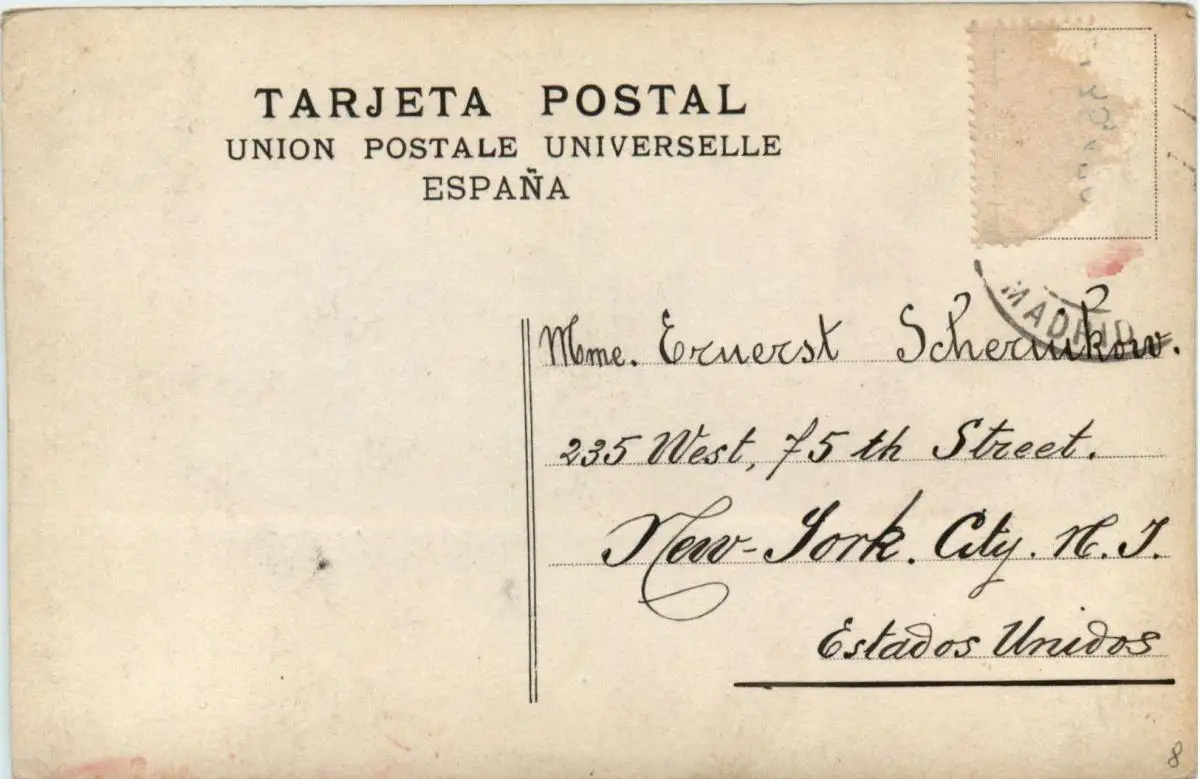 TARJETA POSTAL
UNION POSTALE UNIVERSELLE
ESPAÑA
MADRID
Mme. Ernerst Schernikow.
235 West, 75 th Street.
New-York. City. N. Y.
Estados Unidos
8